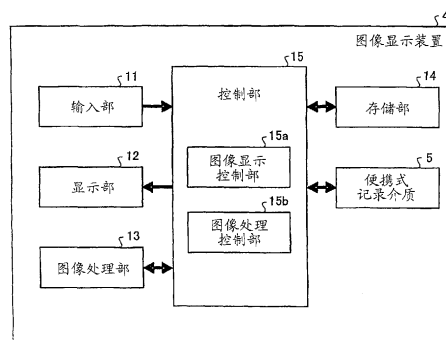 4
图像显示装置
15
11
输入部
控制部
14
存储部
15a
图像显示
控制部
12
显示部
5
便携式
记录介质
15b
图像处理
控制部
13
图像处理部